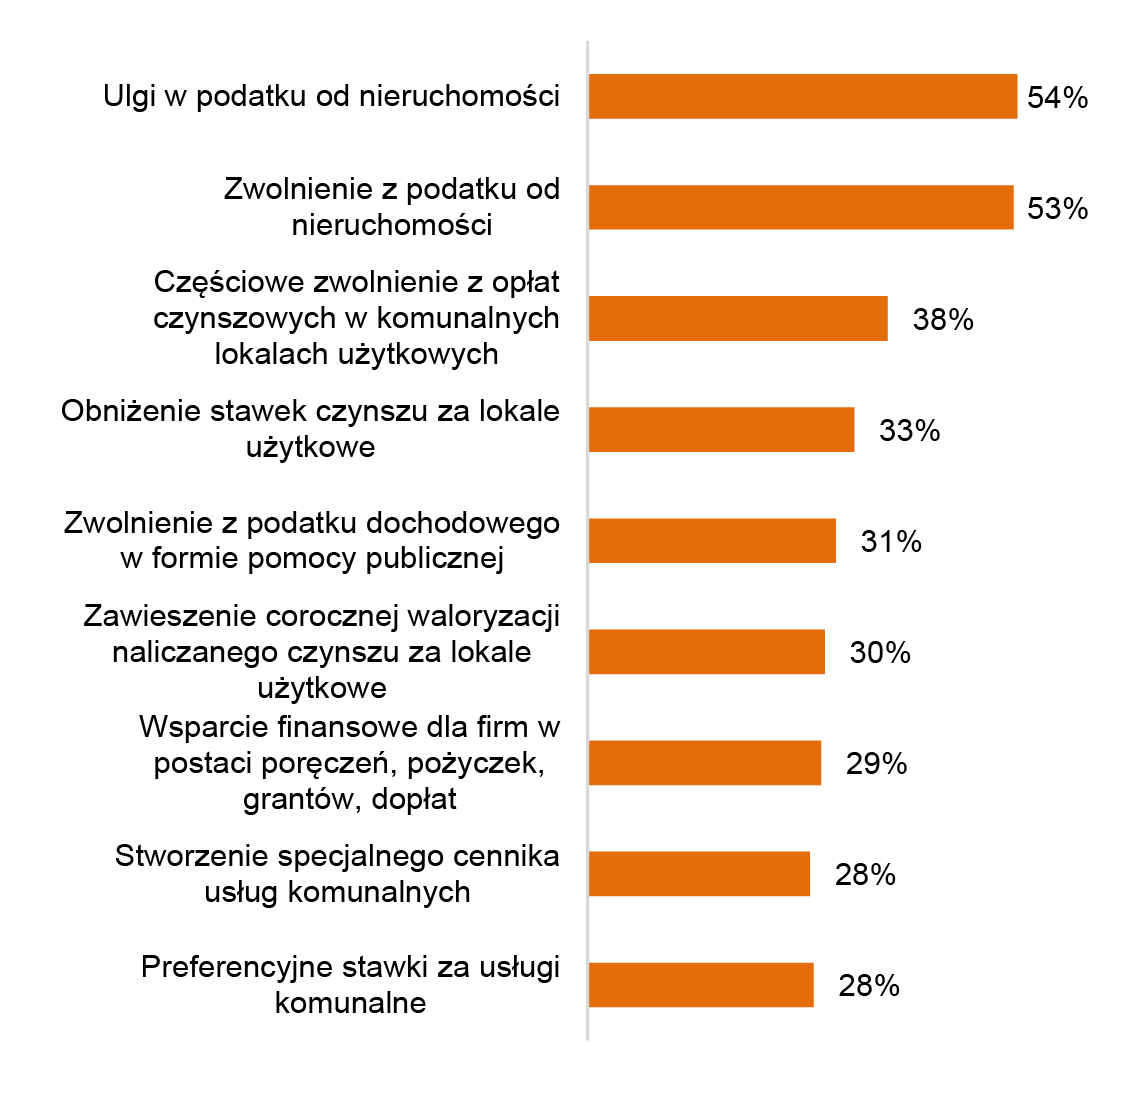 Ulgi w podatku od nieruchomości
54%
Zwolnienie z podatku od
nieruchomości
53%
Częściowe zwolnienie z opłat
czynszowych w komunalnych
lokalach użytkowych
38%
Obniżenie stawek czynszu za lokale
użytkowe
33%
Zwolnienie z podatku dochodowego
w formie pomocy publicznej
31%
Zawieszenie corocznej waloryzacji
naliczanego czynszu za lokale
użytkowe
30%
Wsparcie finansowe dla firm w
postaci poręczeń, pożyczek,
grantów, dopłat
29%
Stworzenie specjalnego cennika
usług komunalnych
28%
Preferencyjne stawki za usługi
komunalne
28%